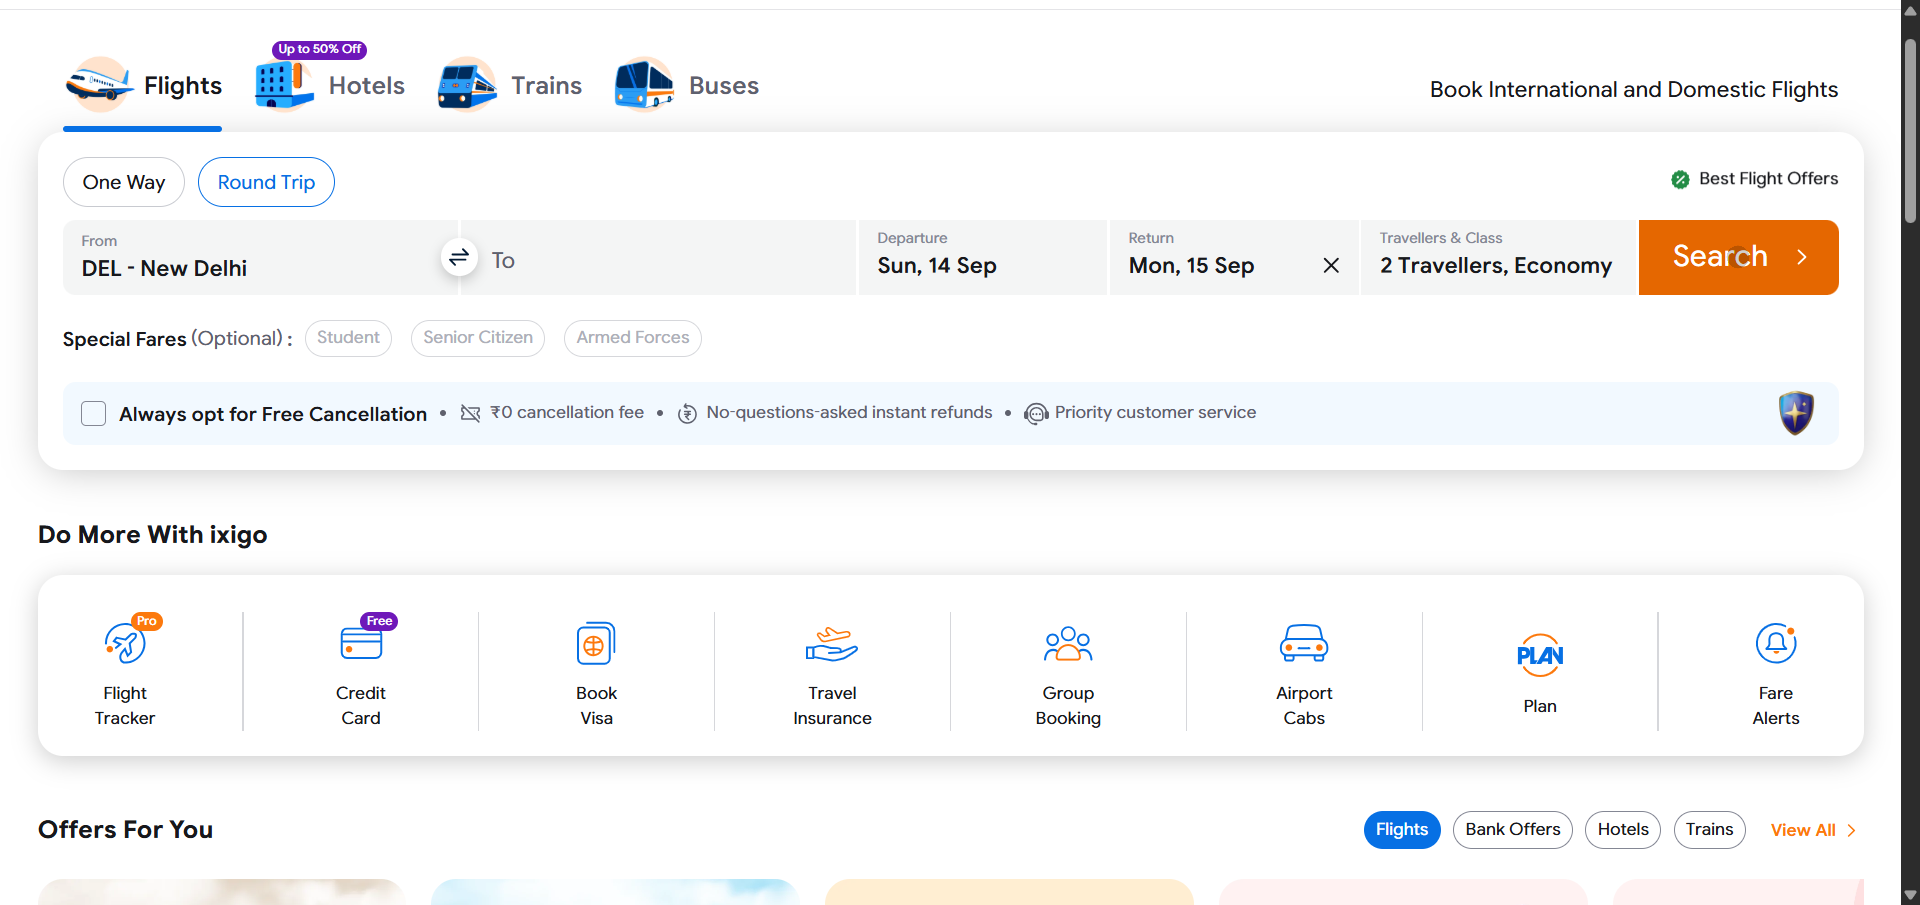 Up to 50% Off
Flights
Hotels
Trains
Buses
Book International and Domestic Flights
One Way
Round Trip
Best Flight Offers
From
DEL - New Delhi
To
Departure
Sun, 14 Sep
Return
Mon, 15 Sep
Travellers & Class
2 Travellers, Economy
Search
Special Fares (Optional) :
Student
Senior Citizen
Armed Forces
Always opt for Free Cancellation • ₹0 cancellation fee • No-questions-asked instant refunds • Priority customer service
Do More With ixigo
Pro
Flight
Tracker
Free
Credit
Card
Book
Visa
Travel
Insurance
Group
Booking
Airport
Cabs
PLAN
Plan
Fare
Alerts
Offers For You
Flights
Bank Offers
Hotels
Trains
View All